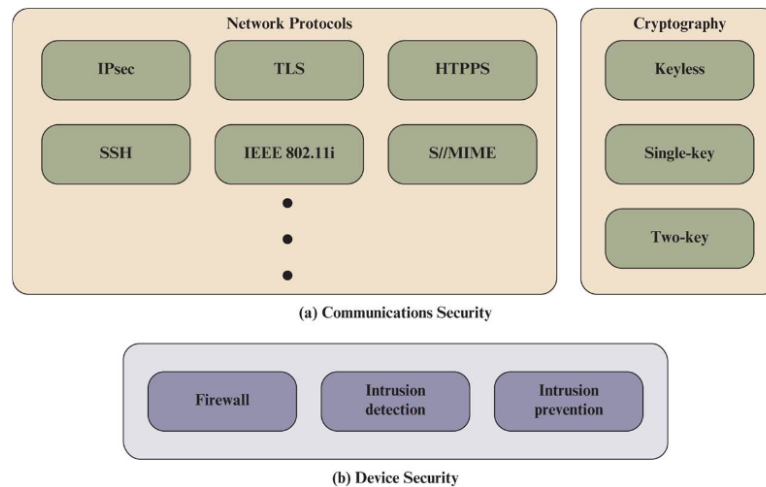 Network Protocols
IPsec
TLS
HTPPS
SSH
IEEE 802.11i
S//MIME
Cryptography
Keyless
Single-key
Two-key
(a) Communications Security
Firewall
Intrusion
detection
Intrusion
prevention
(b) Device Security